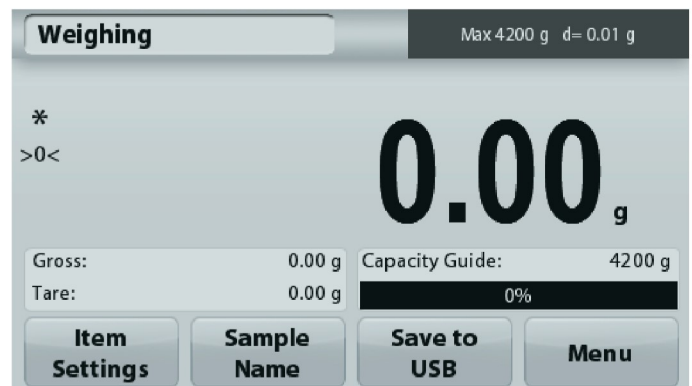 Weighing
Max 4200 g d= 0.01 g
*
>0<
0.00 g
Gross: 0.00 g
Tare: 0.00 g
Capacity Guide: 4200 g
0%
Item Settings
Sample Name
Save to USB
Menu